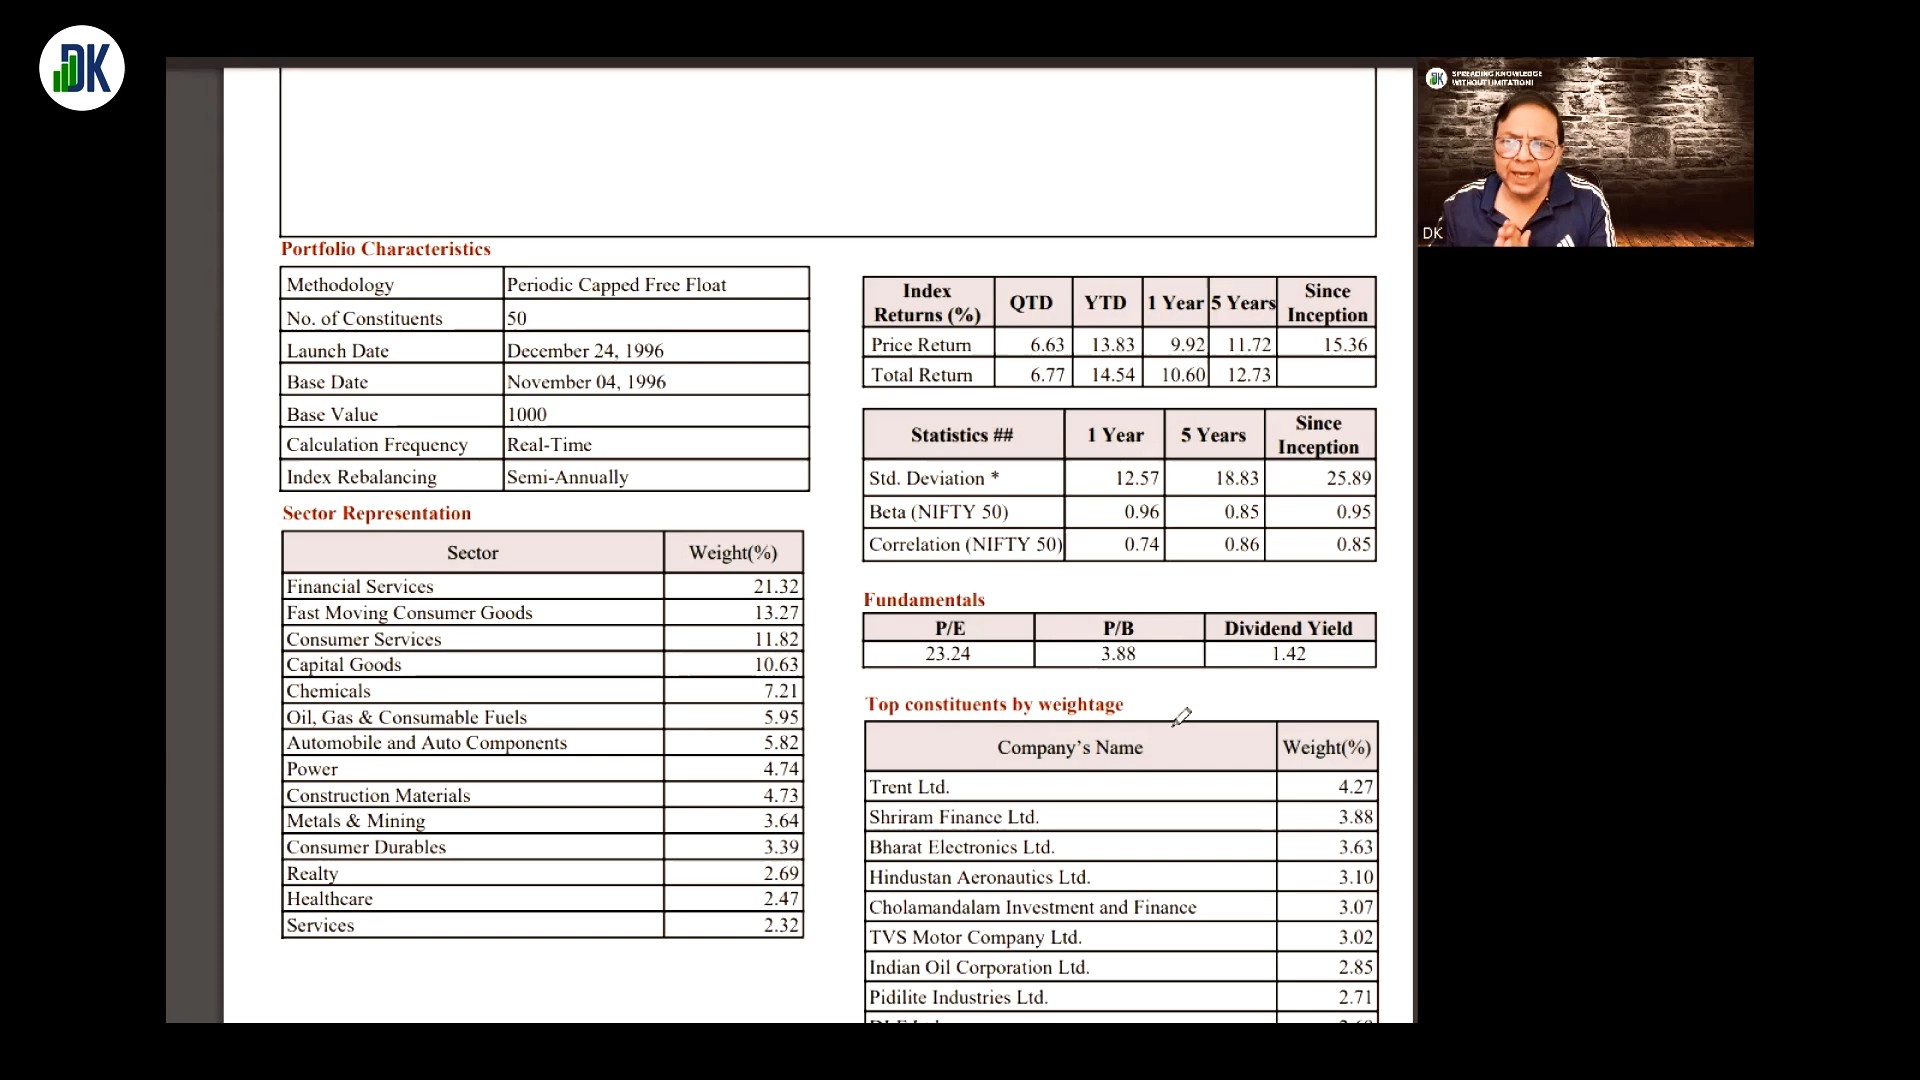 DK
SPREADING KNOWLEDGE
WITHOUT LIMITATION!
DK
Portfolio Characteristics
Methodology Periodic Capped Free Float
No. of Constituents 50
Launch Date December 24, 1996
Base Date November 04, 1996
Base Value 1000
Calculation Frequency Real-Time
Index Rebalancing Semi-Annually
Sector Representation
Sector Weight(%)
Financial Services 21.32
Fast Moving Consumer Goods 13.27
Consumer Services 11.82
Capital Goods 10.63
Chemicals 7.21
Oil, Gas & Consumable Fuels 5.95
Automobile and Auto Components 5.82
Power 4.74
Construction Materials 4.73
Metals & Mining 3.64
Consumer Durables 3.39
Realty 2.69
Healthcare 2.47
Services 2.32
Index Returns (%) QTD YTD 1 Year 5 Years Since Inception
Price Return 6.63 13.83 9.92 11.72 15.36
Total Return 6.77 14.54 10.60 12.73
Statistics ## 1 Year 5 Years Since Inception
Std. Deviation * 12.57 18.83 25.89
Beta (NIFTY 50) 0.96 0.85 0.95
Correlation (NIFTY 50) 0.74 0.86 0.85
Fundamentals
P/E P/B Dividend Yield
23.24 3.88 1.42
Top constituents by weightage
Company’s Name Weight(%)
Trent Ltd. 4.27
Shriram Finance Ltd. 3.88
Bharat Electronics Ltd. 3.63
Hindustan Aeronautics Ltd. 3.10
Cholamandalam Investment and Finance 3.07
TVS Motor Company Ltd. 3.02
Indian Oil Corporation Ltd. 2.85
Pidilite Industries Ltd. 2.71